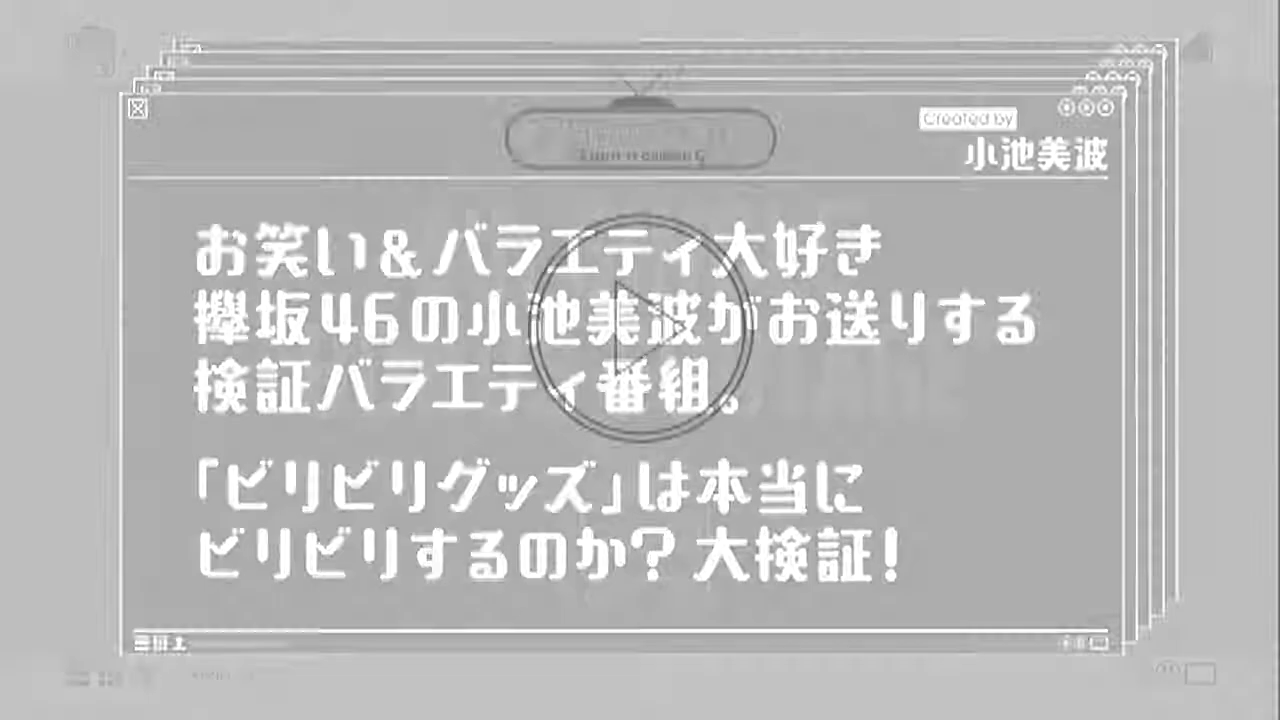 Created by
小池美波
お笑い&バラエティ大好き
欅坂46の小池美波がお送りする
検証バラエティ番組。
「ビリビリグッズ」は本当に
ビリビリするのか?大検証!